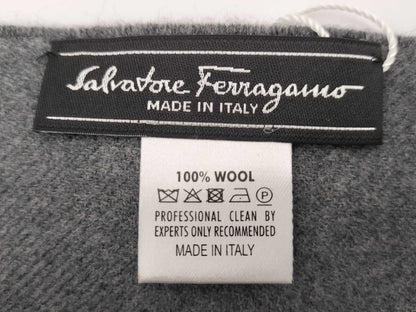 Salvatore Ferragamo
MADE IN ITALY
100% WOOL
P
PROFESSIONAL CLEAN BY
EXPERTS ONLY RECOMMENDED
MADE IN ITALY